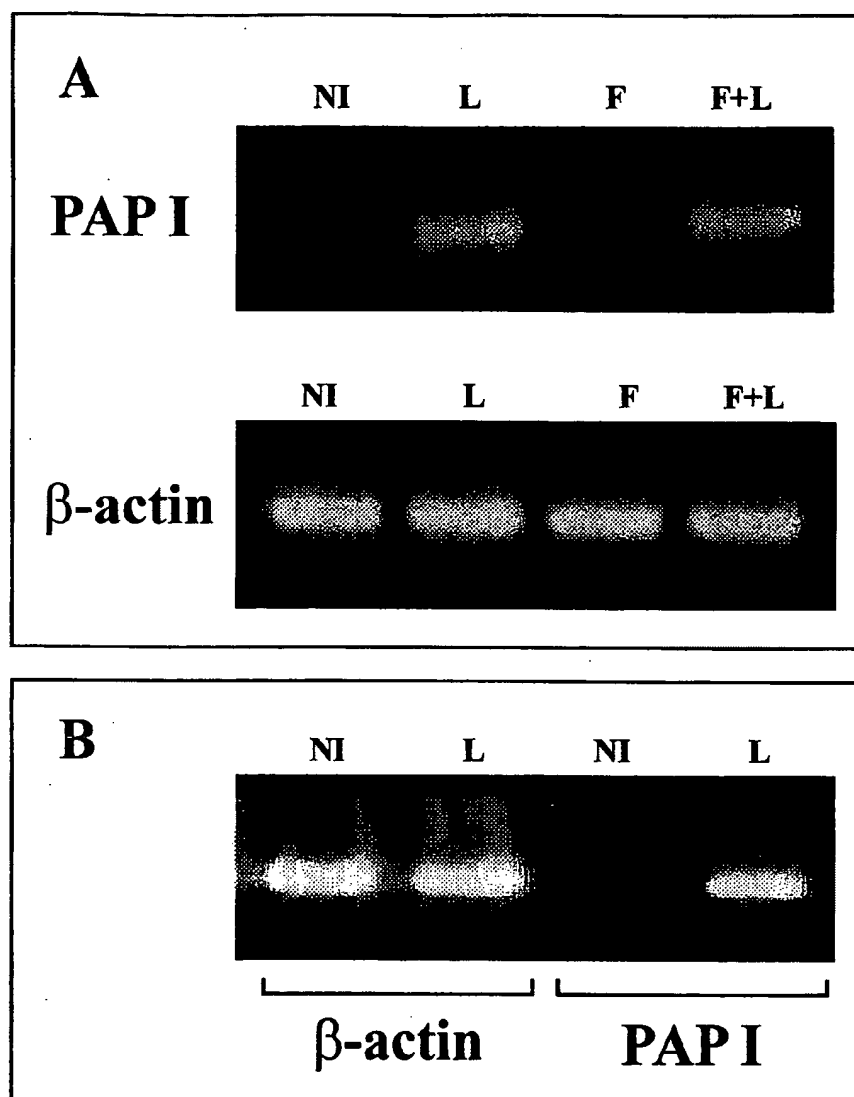 A
NI L F F+L
PAP I
NI L F F+L
β-actin
B
NI L NI L
β-actin PAP I